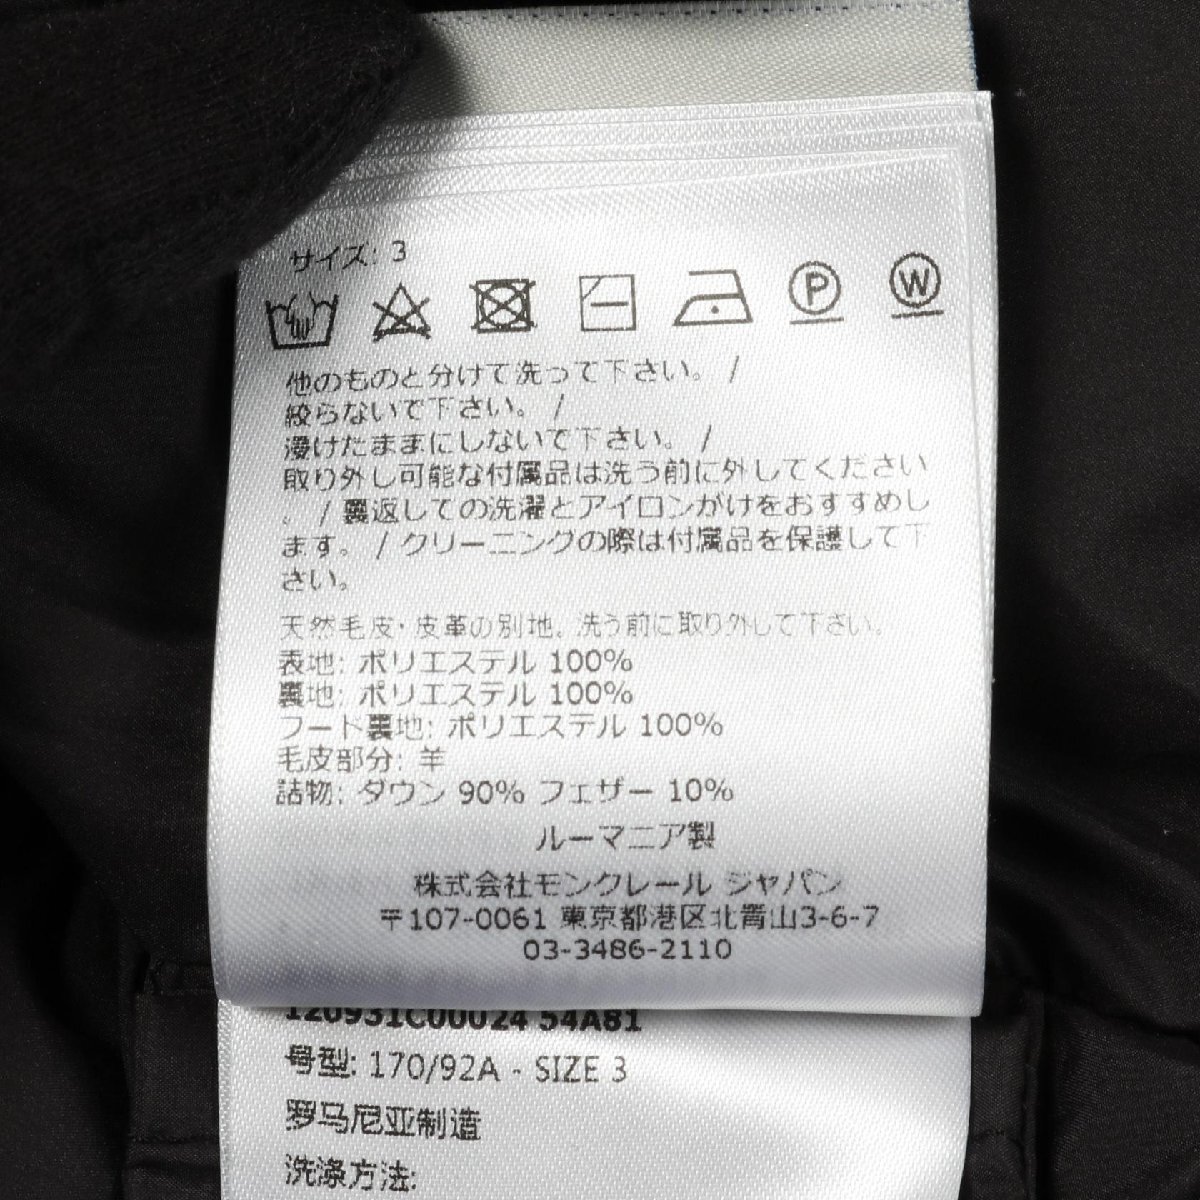 サイズ: 3
P W
他のものと分けて洗って下さい。 /
絞らないで下さい。 /
浸けたままにしないで下さい。 /
取り外し可能な付属品は洗う前に外してください
。 / 裏返しての洗濯とアイロンがけをおすすめし
ます。 / クリーニングの際は付属品を保護して下
さい。
天然毛皮・皮革の別地。洗う前に取り外して下さい。
表地: ポリエステル 100%
裏地: ポリエステル 100%
フード裏地: ポリエステル 100%
毛皮部分: 羊
詰物: ダウン 90% フェザー 10%
ルーマニア製
株式会社モンクレール ジャパン
〒107-0061 東京都港区北青山3-6-7
03-3486-2110
120931C00024 54A81
号型: 170/92A - SIZE 3
罗马尼亚制造
洗涤方法: